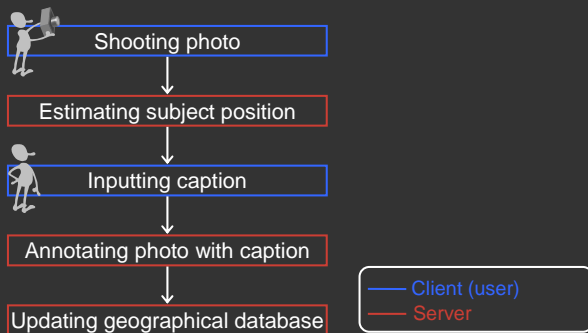 Shooting photo
Estimating subject position
Inputting caption
Annotating photo with caption
Updating geographical database
Client (user)
Server